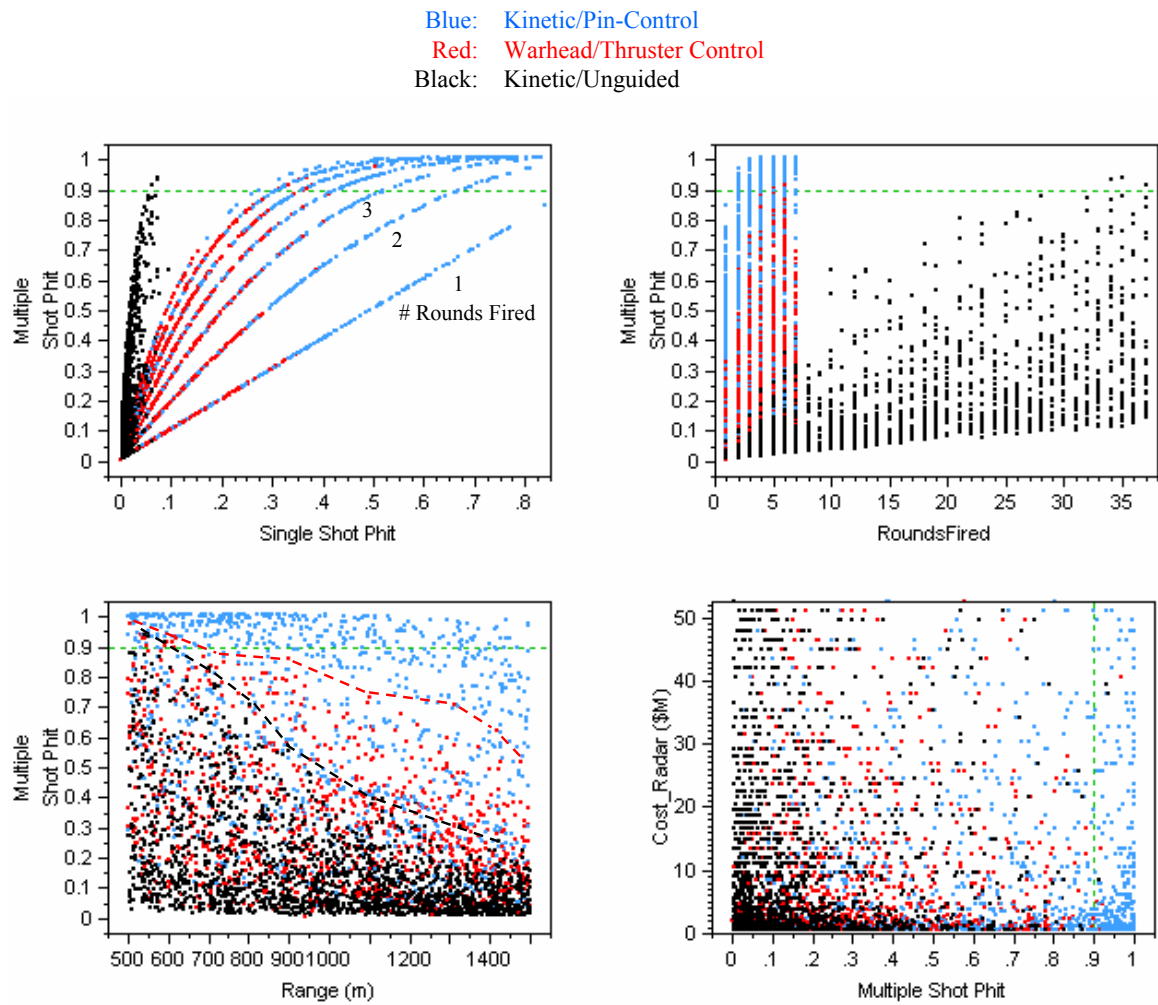 Blue: Kinetic/Pin-Control
Red: Warhead/Thruster Control
Black: Kinetic/Unguided
Multiple
Shot Phit
1
0.9
0.8
0.7
0.6
0.5
0.4
0.3
0.2
0.1
0
3
2
1
# Rounds Fired
0 .1 .2 .3 .4 .5 .6 .7 .8
Single Shot Phit
Multiple
Shot Phit
1
0.9
0.8
0.7
0.6
0.5
0.4
0.3
0.2
0.1
0
0 5 10 15 20 25 30 35
RoundsFired
Multiple
Shot Phit
1
0.9
0.8
0.7
0.6
0.5
0.4
0.3
0.2
0.1
0
500 600 700 800 9001000 1200 1400
Range (m)
Cost_Radar ($M)
50
40
30
20
10
0
0 .1 .2 .3 .4 .5 .6 .7 .8 .9 1
Multiple Shot Phit